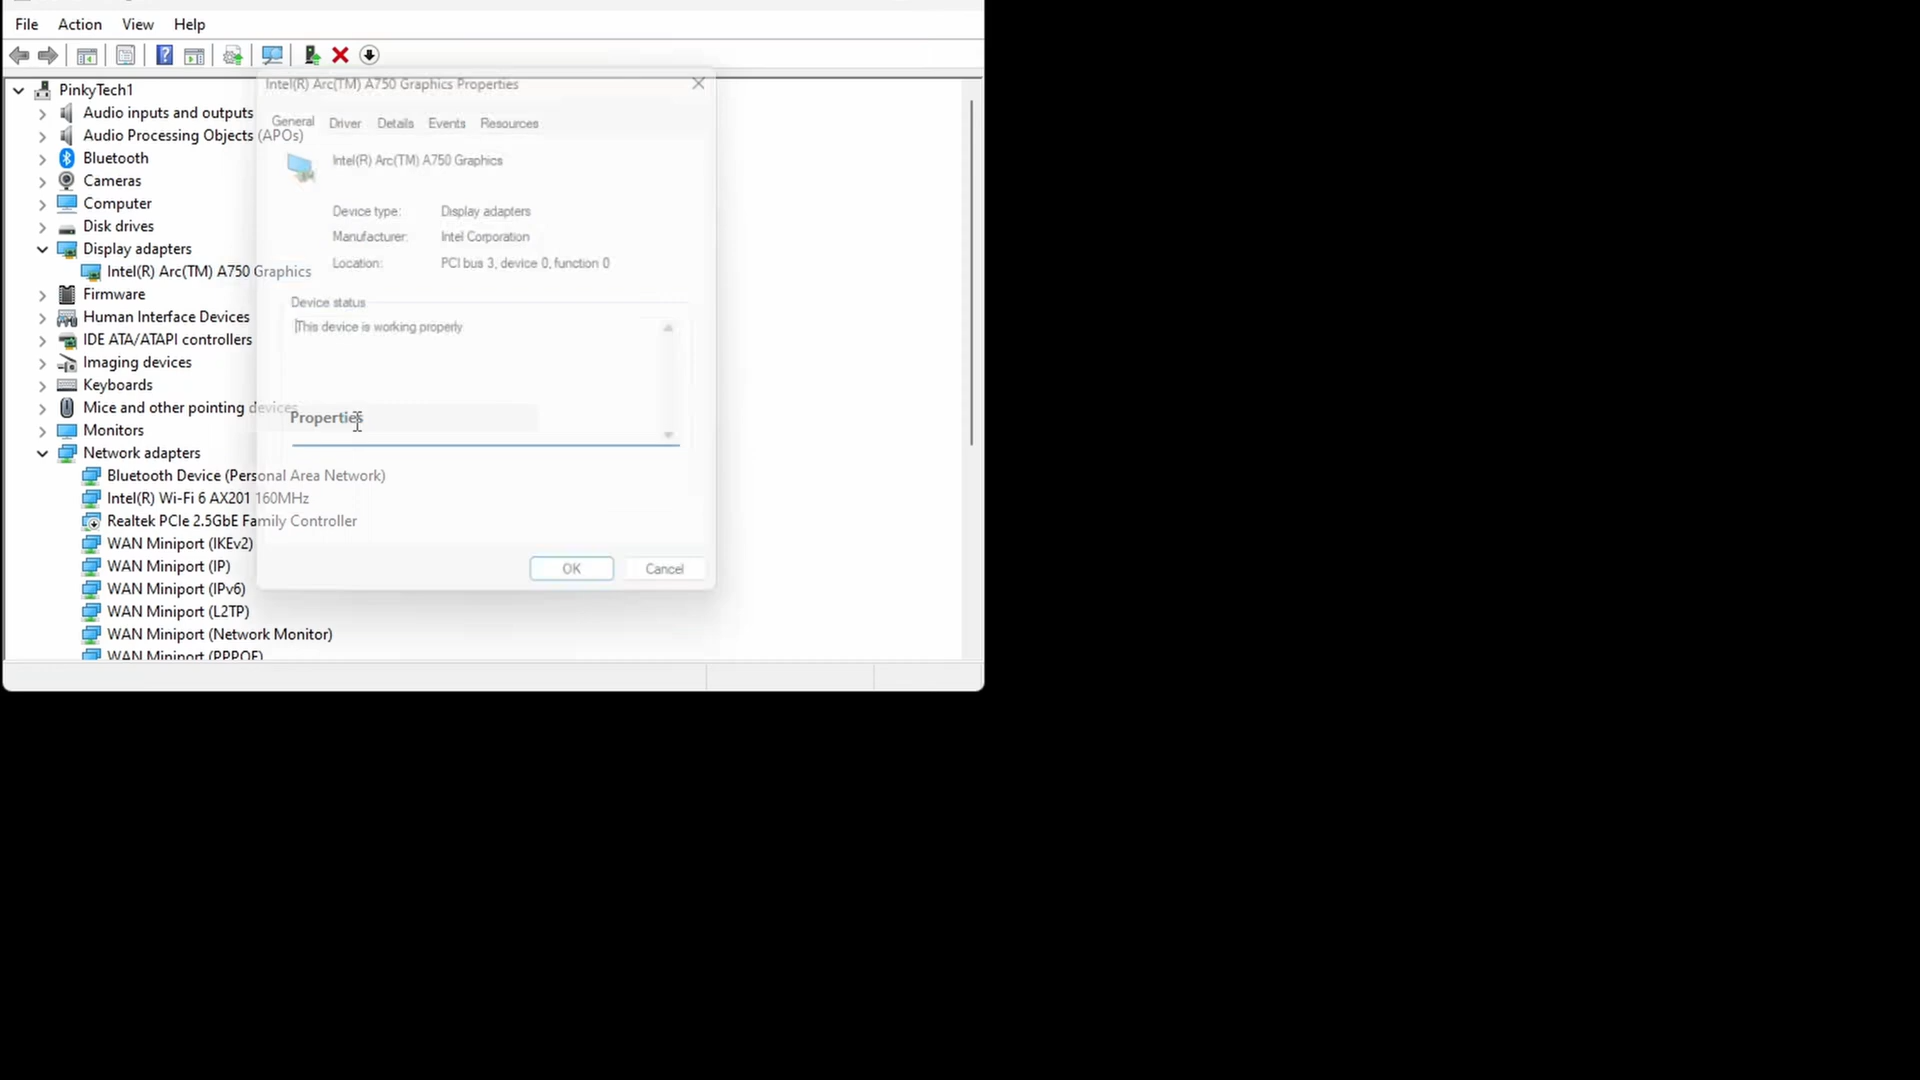 File Action View Help
PinkyTech1
Audio inputs and outputs
Audio Processing Objects (APOs)
Bluetooth
Cameras
Computer
Disk drives
Display adapters
Intel(R) Arc(TM) A750 Graphics
Firmware
Human Interface Devices
IDE ATA/ATAPI controllers
Imaging devices
Keyboards
Mice and other pointing devices
Monitors
Network adapters
Bluetooth Device (Personal Area Network)
Intel(R) Wi-Fi 6 AX201 160MHz
Realtek PCIe 2.5GbE Family Controller
WAN Miniport (IKEv2)
WAN Miniport (IP)
WAN Miniport (IPv6)
WAN Miniport (L2TP)
WAN Miniport (Network Monitor)
WAN Miniport (PPPOE)
Intel(R) Arc(TM) A750 Graphics Properties
General Driver Details Events Resources
Intel(R) Arc(TM) A750 Graphics
Device type: Display adapters
Manufacturer: Intel Corporation
Location: PCI bus 3, device 0, function 0
Device status
This device is working properly
Properties
OK Cancel